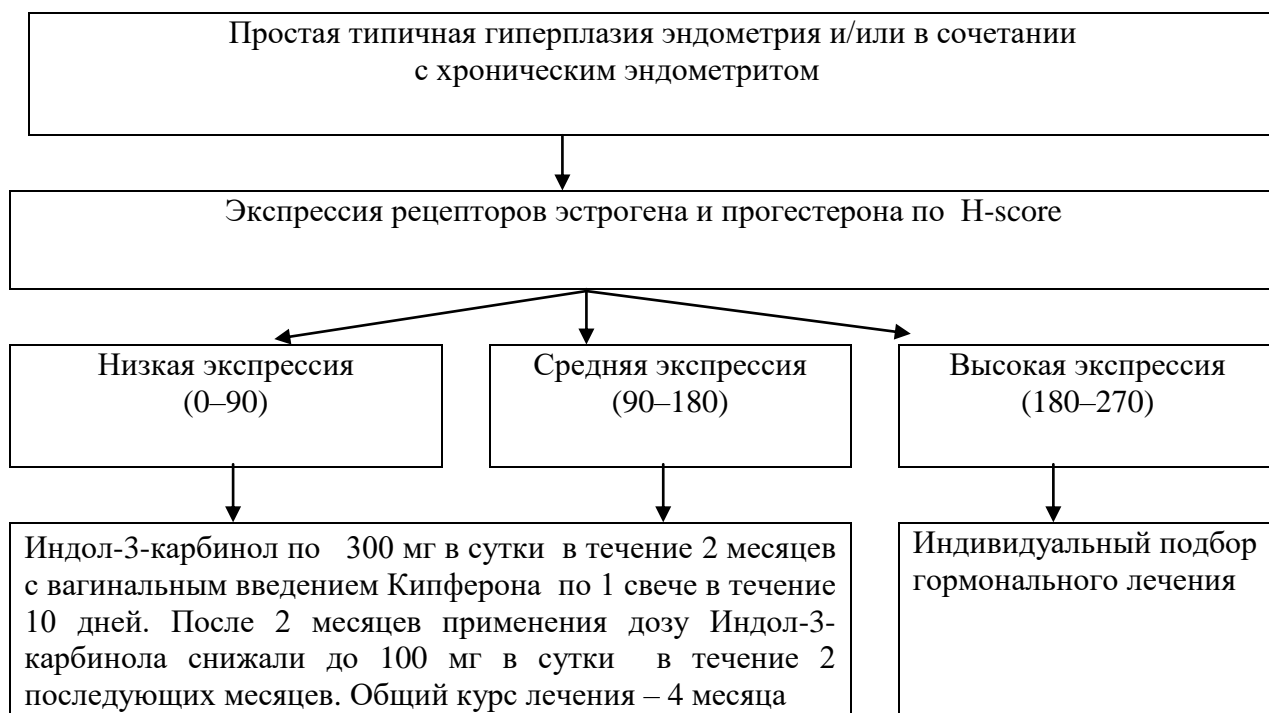 Простая типичная гиперплазия эндометрия и/или в сочетании
с хроническим эндометритом
Экспрессия рецепторов эстрогена и прогестерона по H-score
Низкая экспрессия
(0–90)
Средняя экспрессия
(90–180)
Высокая экспрессия
(180–270)
Индол-3-карбинол по 300 мг в сутки в течение 2 месяцев
с вагинальным введением Кипферона по 1 свече в течение
10 дней. После 2 месяцев применения дозу Индол-3-
карбинола снижали до 100 мг в сутки в течение 2
последующих месяцев. Общий курс лечения – 4 месяца
Индивидуальный подбор
гормонального лечения